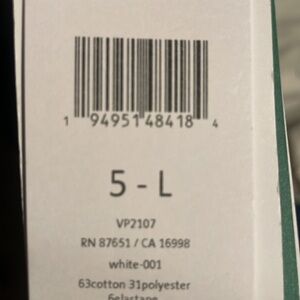 1 94951 48418 4
5 - L
VP2107
RN 87651 / CA 16998
white-001
63cotton 31polyester
6elastane